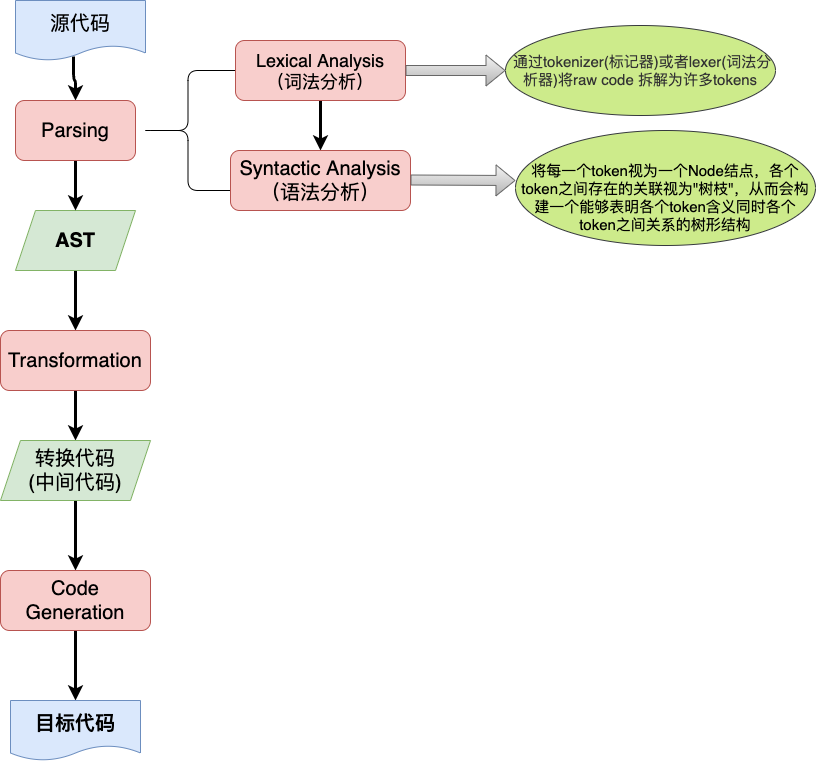 源代码
Parsing
AST
Transformation
转换代码
(中间代码)
Code
Generation
目标代码
Lexical Analysis
（词法分析）
通过tokenizer(标记器)或者lexer(词法分
析器)将raw code 拆解为许多tokens
Syntactic Analysis
（语法分析）
将每一个token视为一个Node结点，各个
token之间存在的关联视为"树枝"，从而会构
建一个能够表明各个token含义同时各个
token之间关系的树形结构